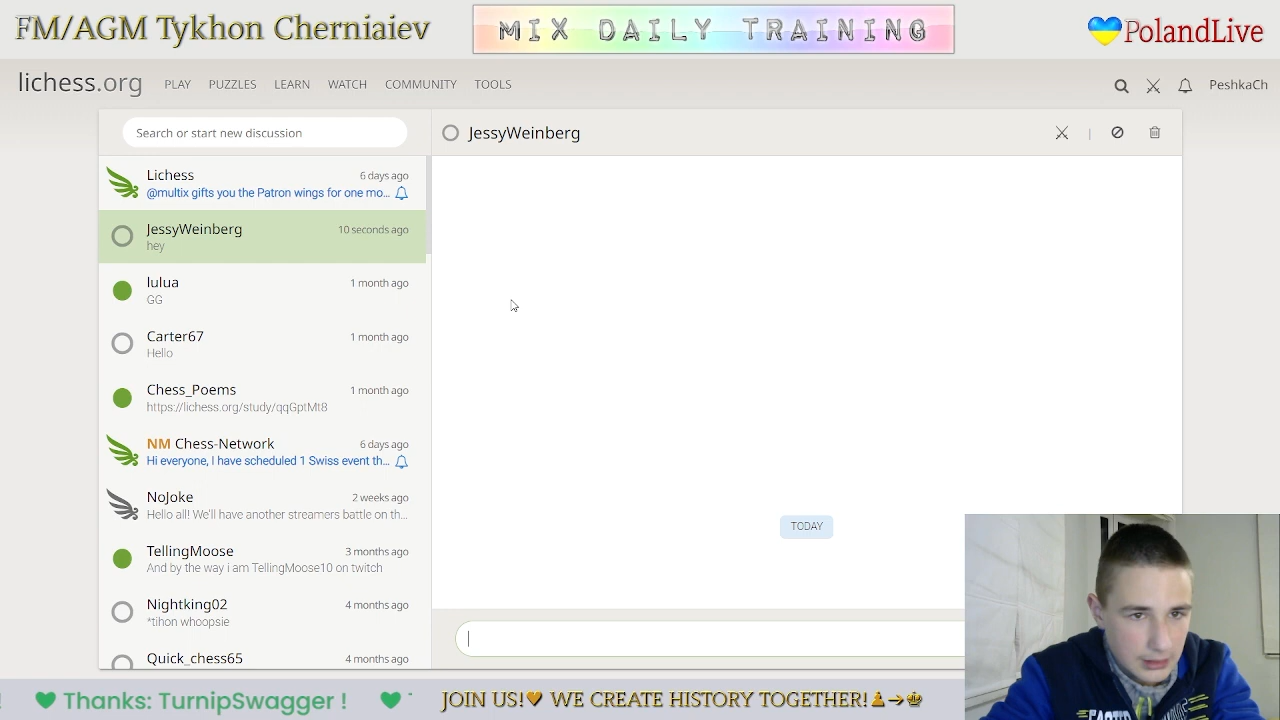 FM/AGM Tykhon Cherniaiev
MIX DAILY TRAINING
PolandLive
lichess.org
PLAY PUZZLES LEARN WATCH COMMUNITY TOOLS
PeshkaCh
Search or start new discussion
JessyWeinberg
Lichess 6 days ago
@multix gifts you the Patron wings for one mo...
JessyWeinberg 10 seconds ago
hey
lulua 1 month ago
GG
Carter67 1 month ago
Hello
Chess_Poems 1 month ago
https://lichess.org/study/qqGptMt8
NM Chess-Network 6 days ago
Hi everyone, I have scheduled 1 Swiss event th...
NoJoke 2 weeks ago
Hello all! We'll have another streamers battle on th...
TellingMoose 3 months ago
And by the way i am TellingMoose10 on twitch
Nightking02 4 months ago
*tihon whoopsie
Quick_chess65 4 months ago
TODAY
Thanks: TurnipSwagger !
JOIN US! WE CREATE HISTORY TOGETHER!